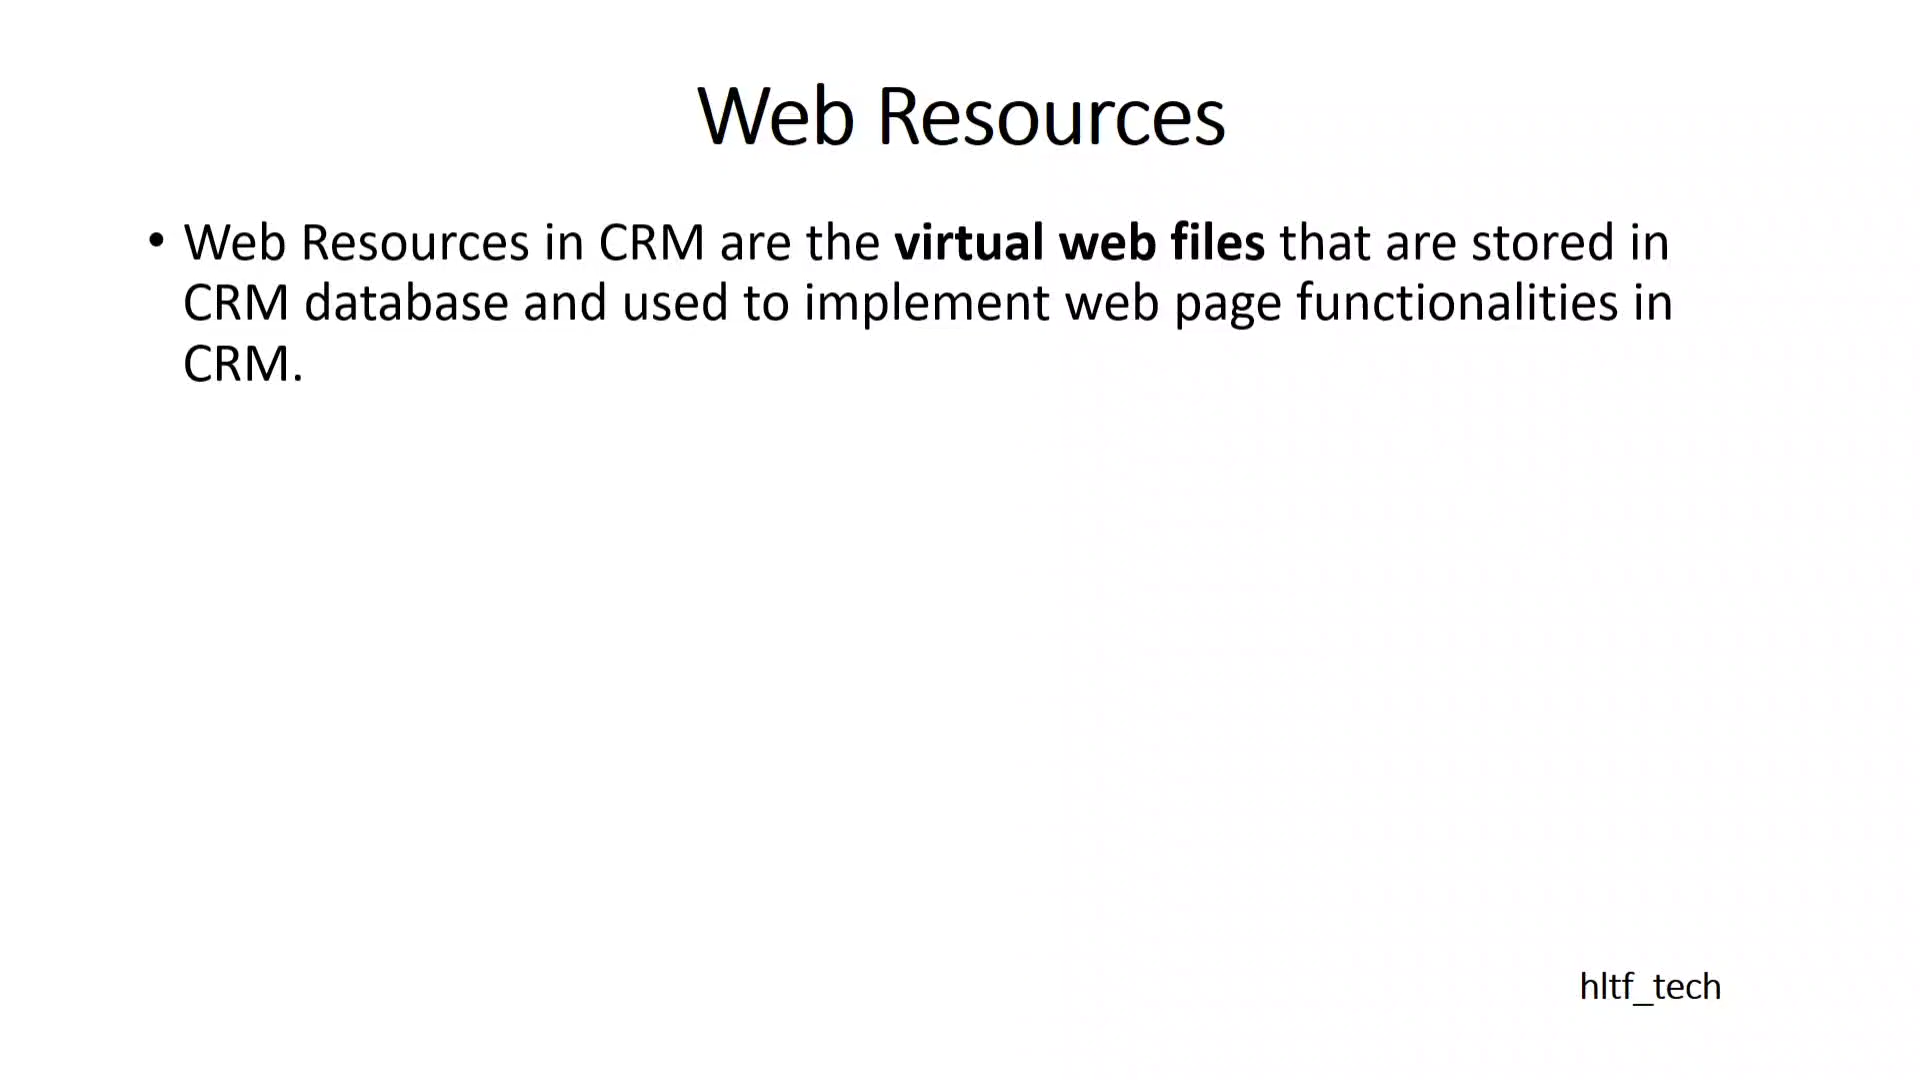 Web Resources
• Web Resources in CRM are the virtual web files that are stored in
CRM database and used to implement web page functionalities in
CRM.
hltf_tech